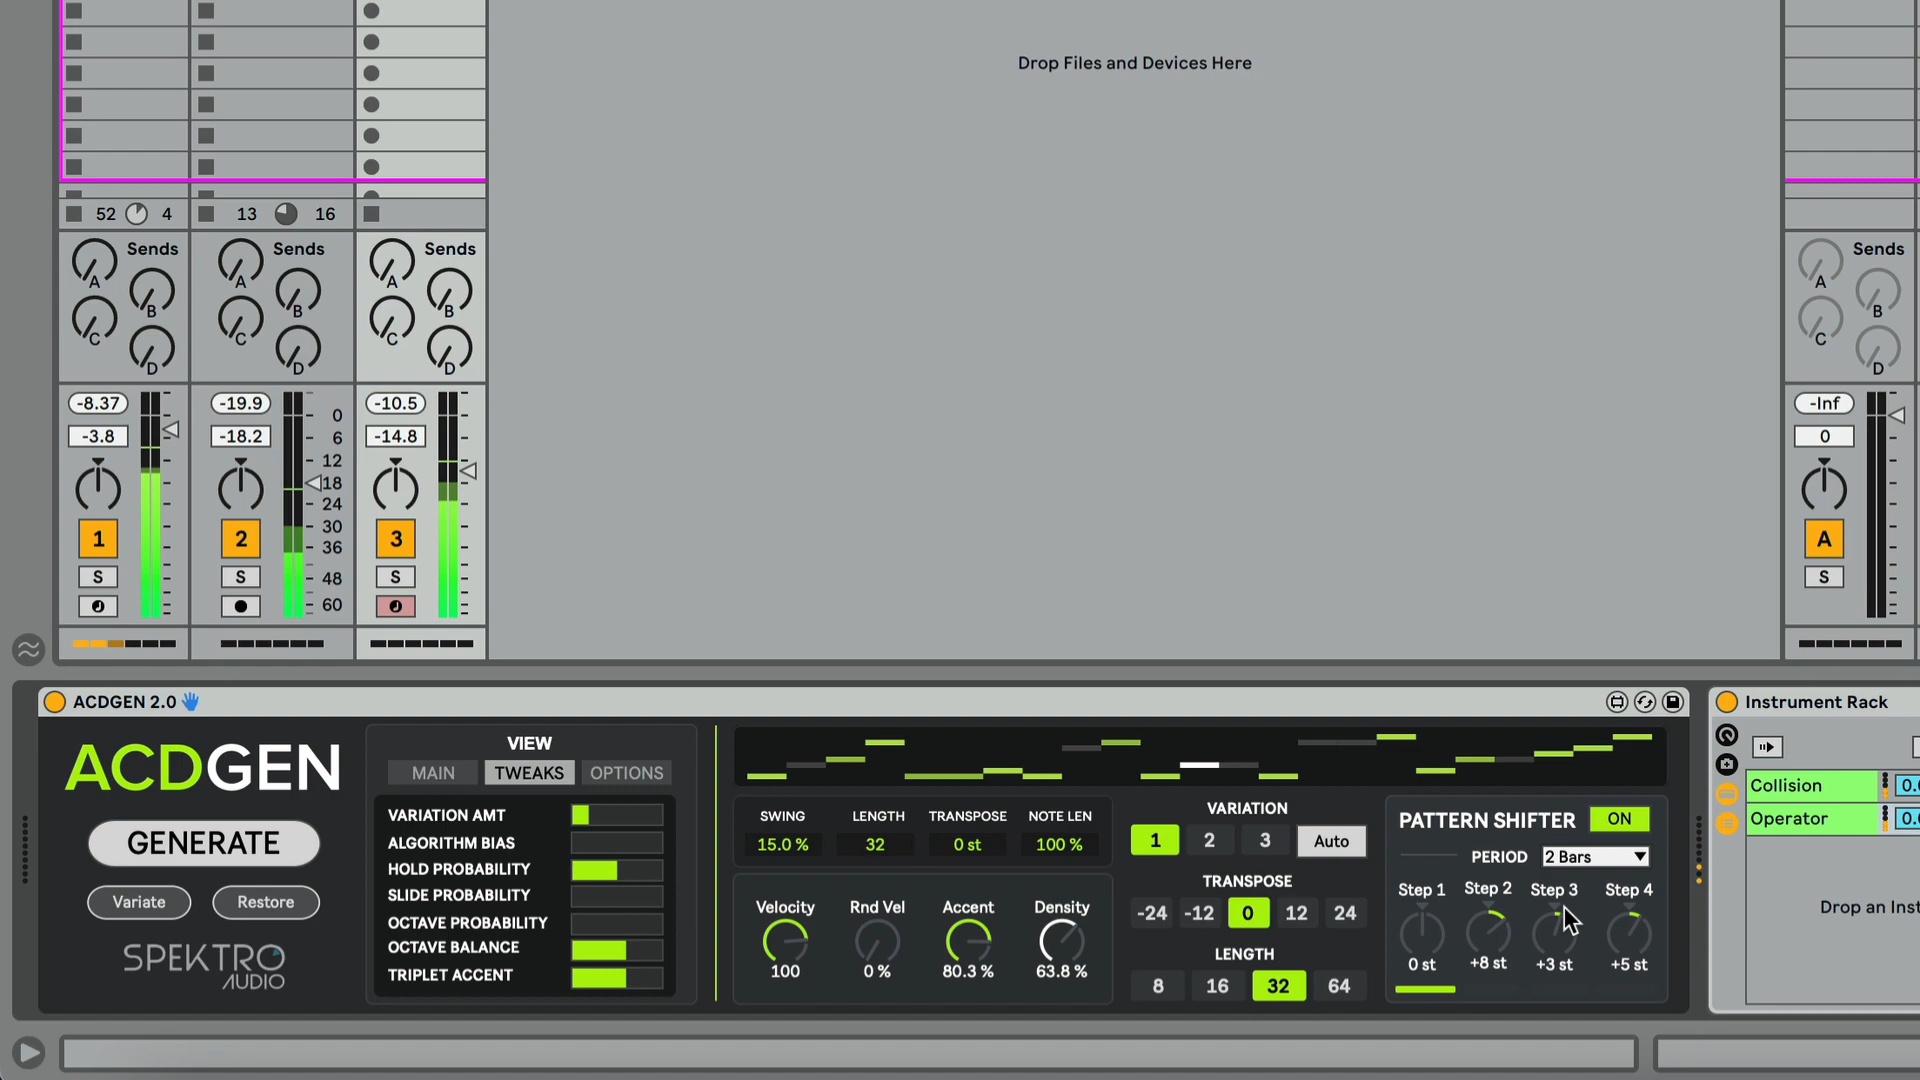 Drop Files and Devices Here
52 4 13 16
Sends Sends Sends Sends
A B C D A B C D A B C D A B C D
-8.37 -19.9 -10.5 -Inf
-3.8 -18.2 -14.8 0
0
6
12
18
24
30
36
48
60
1 2 3 A
S S S S
ACDGEN 2.0
Instrument Rack
ACDGEN
GENERATE
Variate Restore
SPEKTRO
AUDIO
VIEW
MAIN TWEAKS OPTIONS
VARIATION AMT
ALGORITHM BIAS
HOLD PROBABILITY
SLIDE PROBABILITY
OCTAVE PROBABILITY
OCTAVE BALANCE
TRIPLET ACCENT
SWING LENGTH TRANSPOSE NOTE LEN
15.0 % 32 0 st 100 %
Velocity Rnd Vel Accent Density
100 0 % 80.3 % 63.8 %
VARIATION
1 2 3 Auto
TRANSPOSE
-24 -12 0 12 24
LENGTH
8 16 32 64
PATTERN SHIFTER ON
PERIOD 2 Bars
Step 1 Step 2 Step 3 Step 4
0 st +8 st +3 st +5 st
Collision
Operator
Drop an Inst